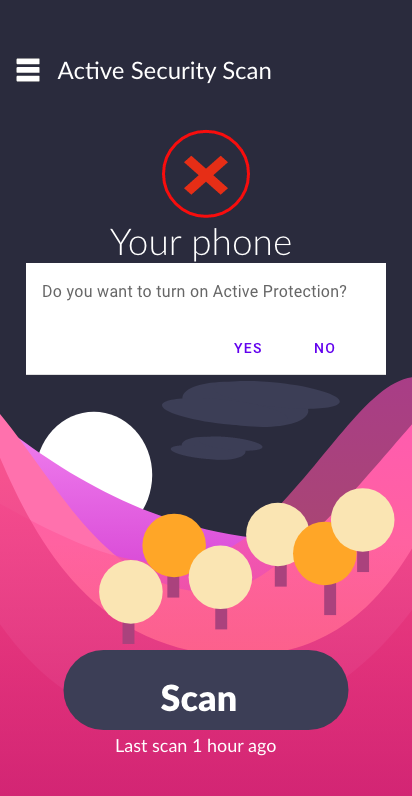 Active Security Scan
Your phone
Do you want to turn on Active Protection?
YES NO
Scan
Last scan 1 hour ago